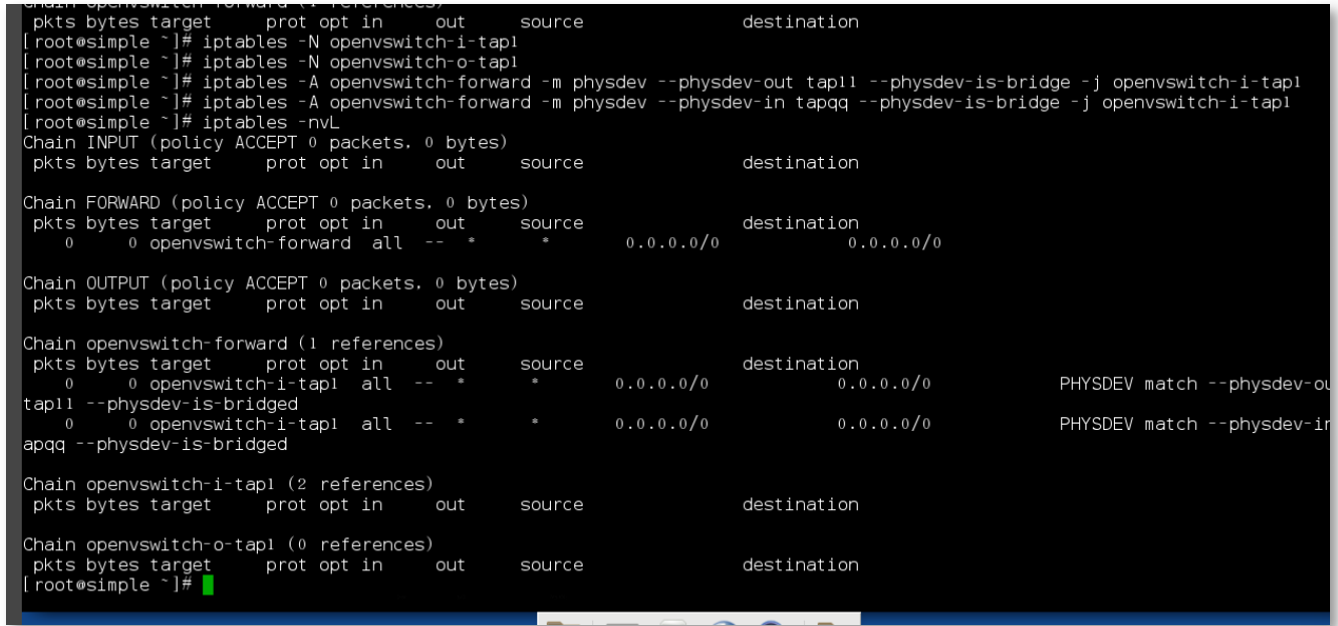 Chain openvswitch-forward (1 references)
pkts bytes target prot opt in out source destination
[root@simple ~]# iptables -N openvswitch-i-tap1
[root@simple ~]# iptables -N openvswitch-o-tap1
[root@simple ~]# iptables -A openvswitch-forward -m physdev --physdev-out tap11 --physdev-is-bridge -j openvswitch-i-tap1
[root@simple ~]# iptables -A openvswitch-forward -m physdev --physdev-in tapqq --physdev-is-bridge -j openvswitch-i-tap1
[root@simple ~]# iptables -nvL
Chain INPUT (policy ACCEPT 0 packets, 0 bytes)
pkts bytes target prot opt in out source destination
Chain FORWARD (policy ACCEPT 0 packets, 0 bytes)
pkts bytes target prot opt in out source destination
0 0 openvswitch-forward all -- * * 0.0.0.0/0 0.0.0.0/0
Chain OUTPUT (policy ACCEPT 0 packets, 0 bytes)
pkts bytes target prot opt in out source destination
Chain openvswitch-forward (1 references)
pkts bytes target prot opt in out source destination
0 0 openvswitch-i-tap1 all -- * * 0.0.0.0/0 0.0.0.0/0 PHYSDEV match --physdev-ou
tap11 --physdev-is-bridged
0 0 openvswitch-i-tap1 all -- * * 0.0.0.0/0 0.0.0.0/0 PHYSDEV match --physdev-in
apqq --physdev-is-bridged
Chain openvswitch-i-tap1 (2 references)
pkts bytes target prot opt in out source destination
Chain openvswitch-o-tap1 (0 references)
pkts bytes target prot opt in out source destination
[root@simple ~]#